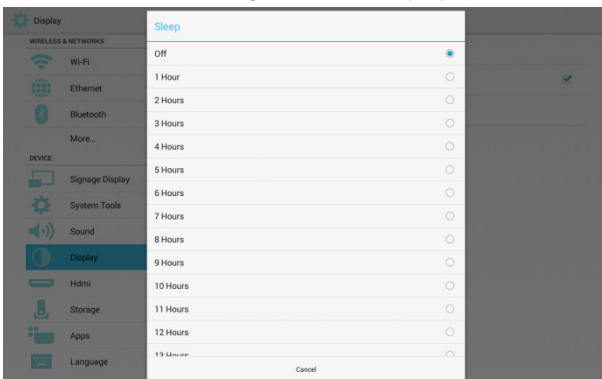 Display
WIRELESS & NETWORKS
Wi-Fi
Ethernet
Bluetooth
More...
DEVICE
Signage Display
System Tools
Sound
Display
Hdmi
Storage
Apps
Language
Sleep
Off
1 Hour
2 Hours
3 Hours
4 Hours
5 Hours
6 Hours
7 Hours
8 Hours
9 Hours
10 Hours
11 Hours
12 Hours
13 Hours
Cancel